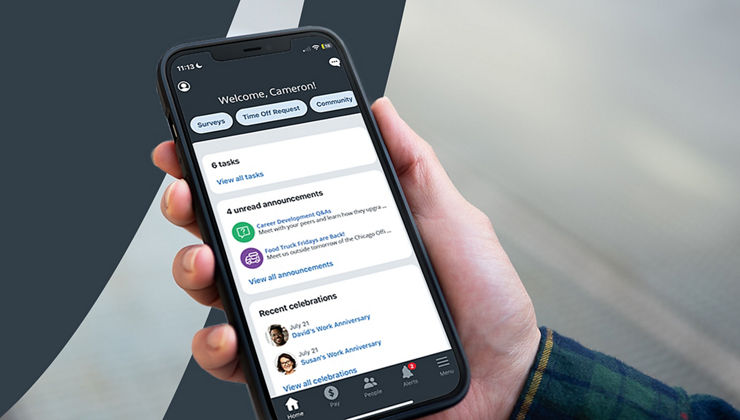 11:13
Welcome, Cameron!
Surveys
Time Off Request
Community
6 tasks
View all tasks
4 unread announcements
Career Development Q&As
Meet with your peers and learn how they upgra ...
Food Truck Fridays are Back!
Meet us outside tomorrow of the Chicago Offi ...
View all announcements
Recent celebrations
July 21
David's Work Anniversary
July 21
Susan's Work Anniversary
View all celebrations
Home
Pay
People
Alerts
Menu